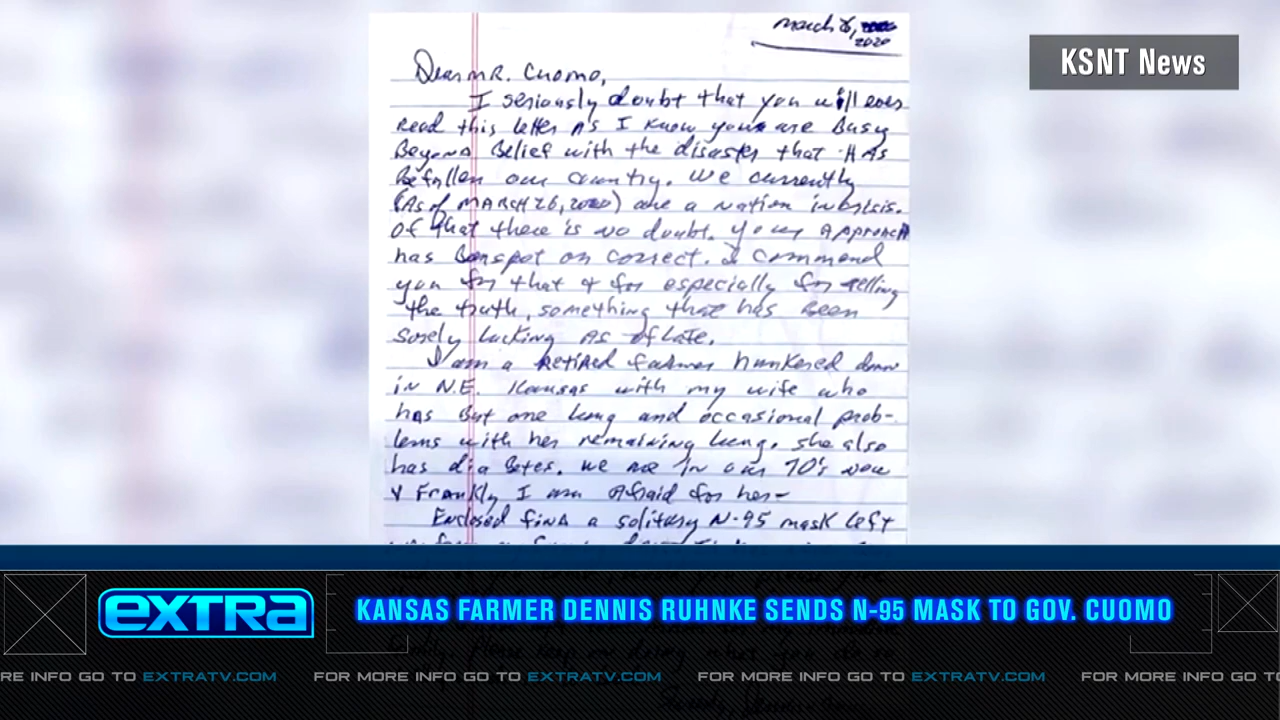 March 26, 2020
KSNT News
Dear MR. Cuomo,
I seriously doubt that you will ever
Read this letter As I know you are Busy
Beyond Belief with the disaster that HAs
Befallen our country. We currently
(As of MARCH 26, 2020) are a nation in crisis.
Of that there is no doubt. your Approach
has Been spot on correct. I commend
you for that & for especially for telling
the truth, something that has been
sorely lacking As of LATE.
I am a Retired farmer hunkered down
in N.E. Kansas with my wife who
has But one lung and occasional prob-
lems with her remaining lung. She also
has diaBetes. We are in our 70's now
& Frankly I am Afraid for her-
Enclosed finD a solitary N-95 mask left
extra
KANSAS FARMER DENNIS RUHNKE SENDS N-95 MASK TO GOV. CUOMO
RE INFO GO TO EXTRATV.COM FOR MORE INFO GO TO EXTRATV.COM FOR MORE INFO GO TO EXTRATV.COM FOR MORE INFO GO TO